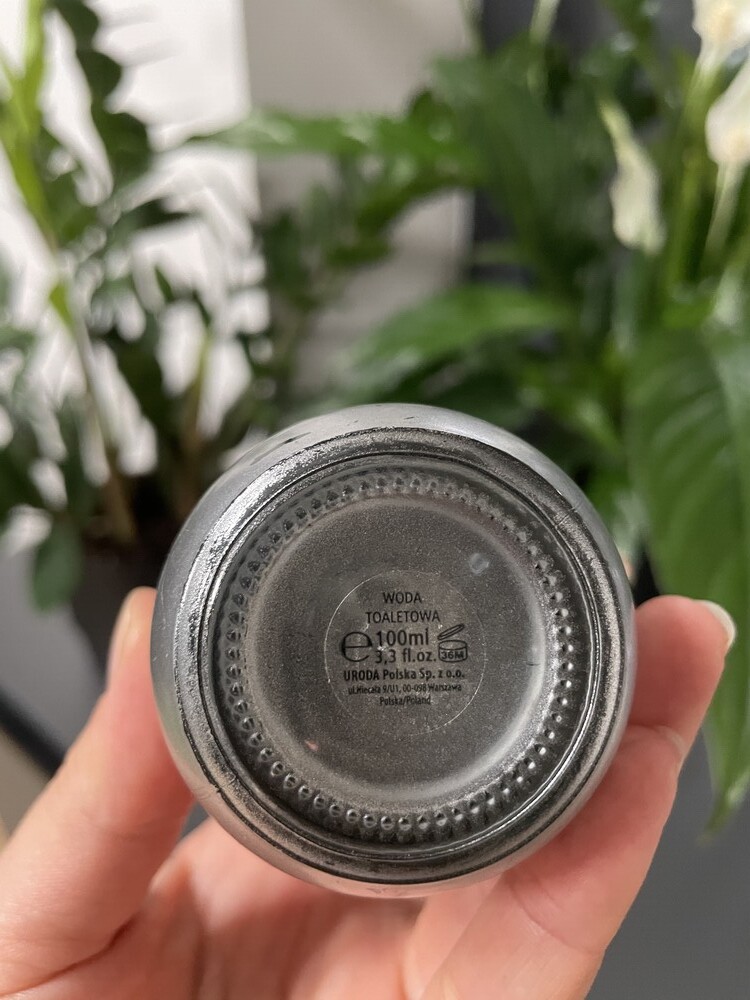 WODA
TOALETOWA
℮ 100ml
3,3 fl.oz. 36M
URODA Polska Sp. z o.o.
ul.Niecała 9/U1, 00-098 Warszawa
Polska/Poland